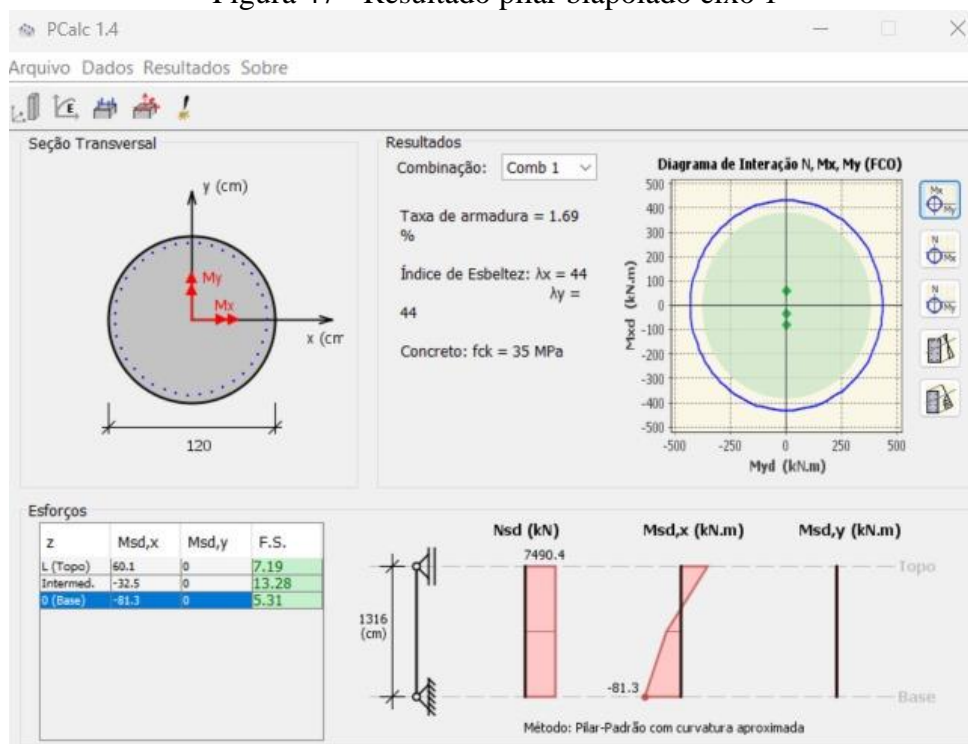 Figura 47 - Resultado pilar biapoiado eixo 1
PCalc 1.4
Arquivo Dados Resultados Sobre
Seção Transversal
y (cm)
My
Mx
x (cm
120
Resultados
Combinação: Comb 1
Taxa de armadura = 1.69
%
Índice de Esbeltez: λx = 44
λy =
44
Concreto: fck = 35 MPa
Diagrama de Interação N, Mx, My (FCO)
Mxd (kN.m)
500
400
300
200
100
0
-100
-200
-300
-400
-500
-500 -250 0 250 500
Myd (kN.m)
Mx
My
N
Mx
N
My
Esforços
z Msd,x Msd,y F.S.
L (Topo) 60.1 0 7.19
Intermed. -32.5 0 13.28
0 (Base) -81.3 0 5.31
1316
(cm)
Nsd (kN) Msd,x (kN.m) Msd,y (kN.m)
7490.4
Topo
-81.3
Base
Método: Pilar-Padrão com curvatura aproximada